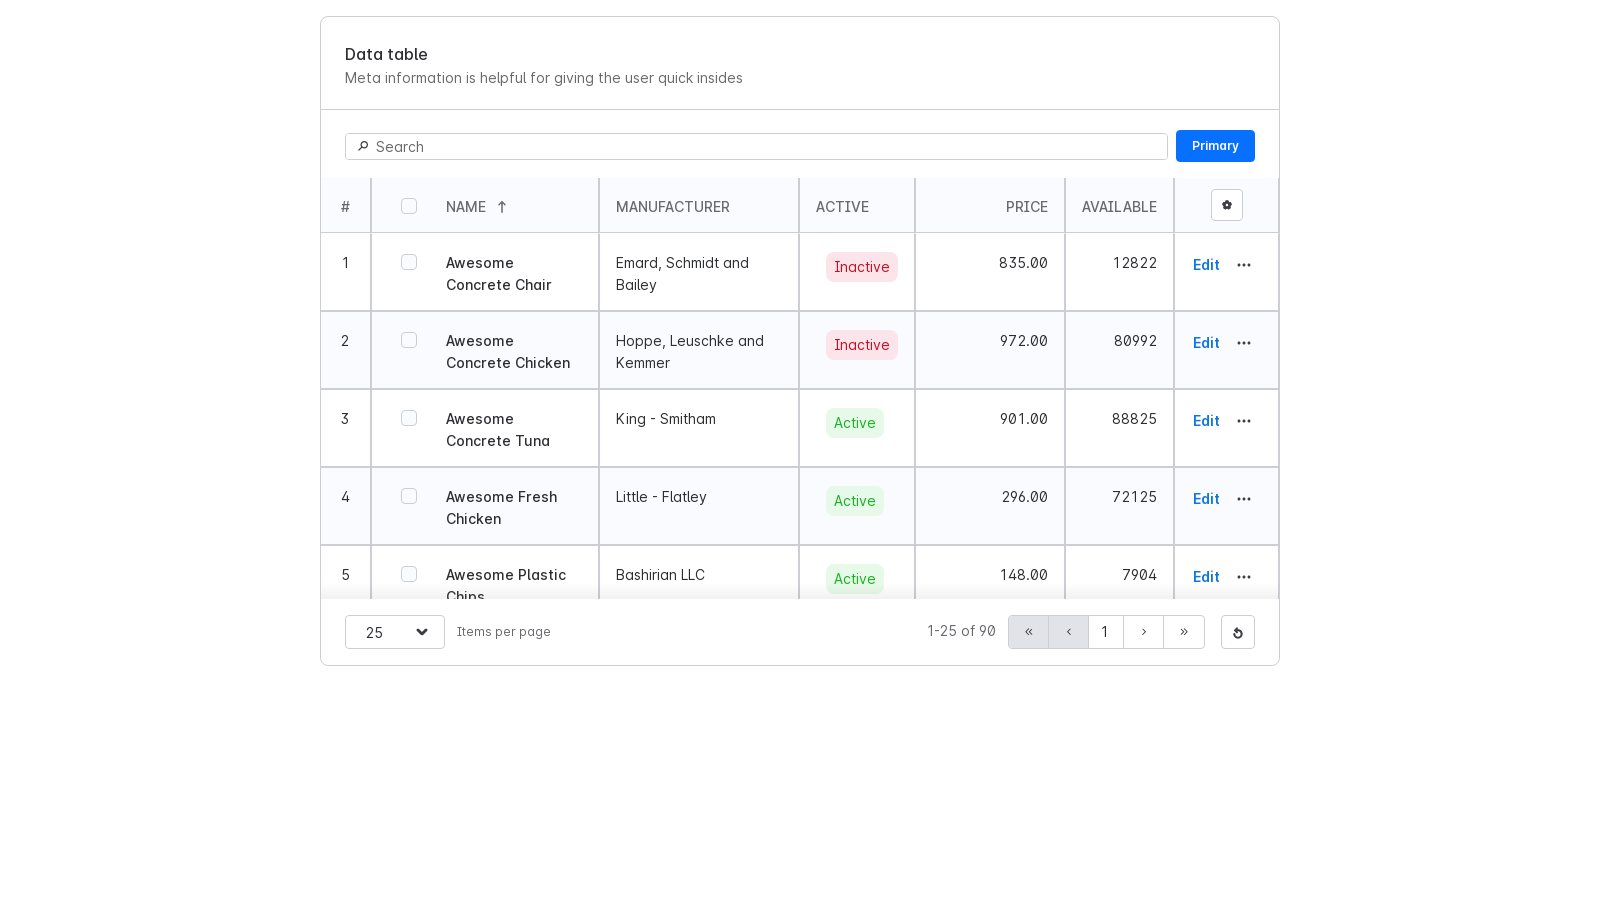 Data table
Meta information is helpful for giving the user quick insides
Search
Primary
# NAME ↑ MANUFACTURER ACTIVE PRICE AVAILABLE
1 Awesome Concrete Chair Emard, Schmidt and Bailey Inactive 835.00 12822 Edit
2 Awesome Concrete Chicken Hoppe, Leuschke and Kemmer Inactive 972.00 80992 Edit
3 Awesome Concrete Tuna King - Smitham Active 901.00 88825 Edit
4 Awesome Fresh Chicken Little - Flatley Active 296.00 72125 Edit
5 Awesome Plastic Chips Bashirian LLC Active 148.00 7904 Edit
25 Items per page 1-25 of 90 « ‹ 1 › »